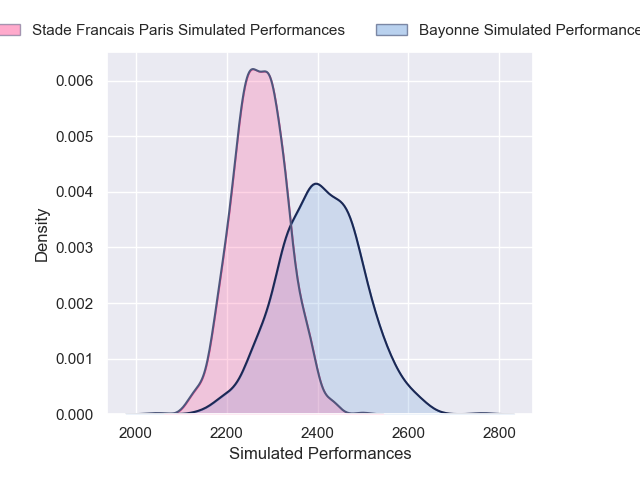 Stade Francais Paris Simulated Performances
Bayonne Simulated Performance
0.006
0.005
0.004
0.003
0.002
0.001
0.000
Density
2000 2200 2400 2600 2800
Simulated Performances